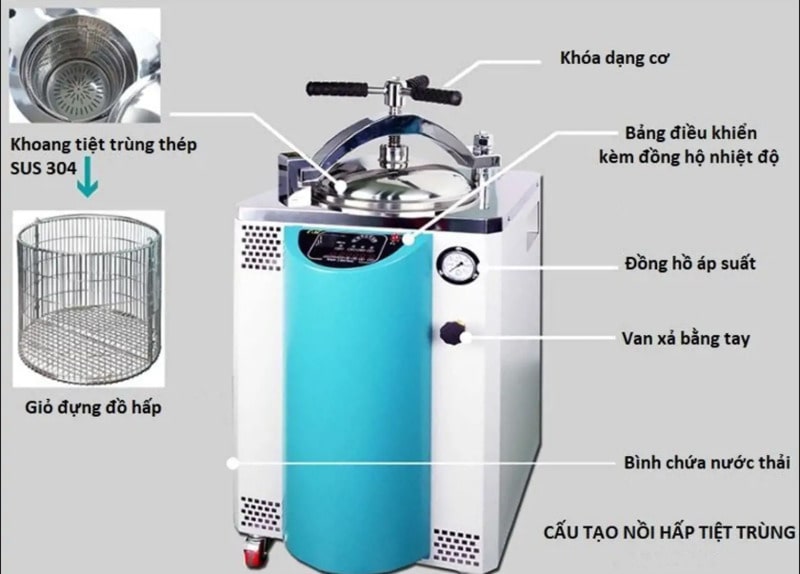 Khóa dạng cơ
Khoang tiệt trùng thép
SUS 304
Bảng điều khiển
kèm đồng hộ nhiệt độ
Đồng hồ áp suất
Van xả bằng tay
Giỏ đựng đồ hấp
Bình chứa nước thải
CẤU TẠO NỒI HẤP TIỆT TRÙNG